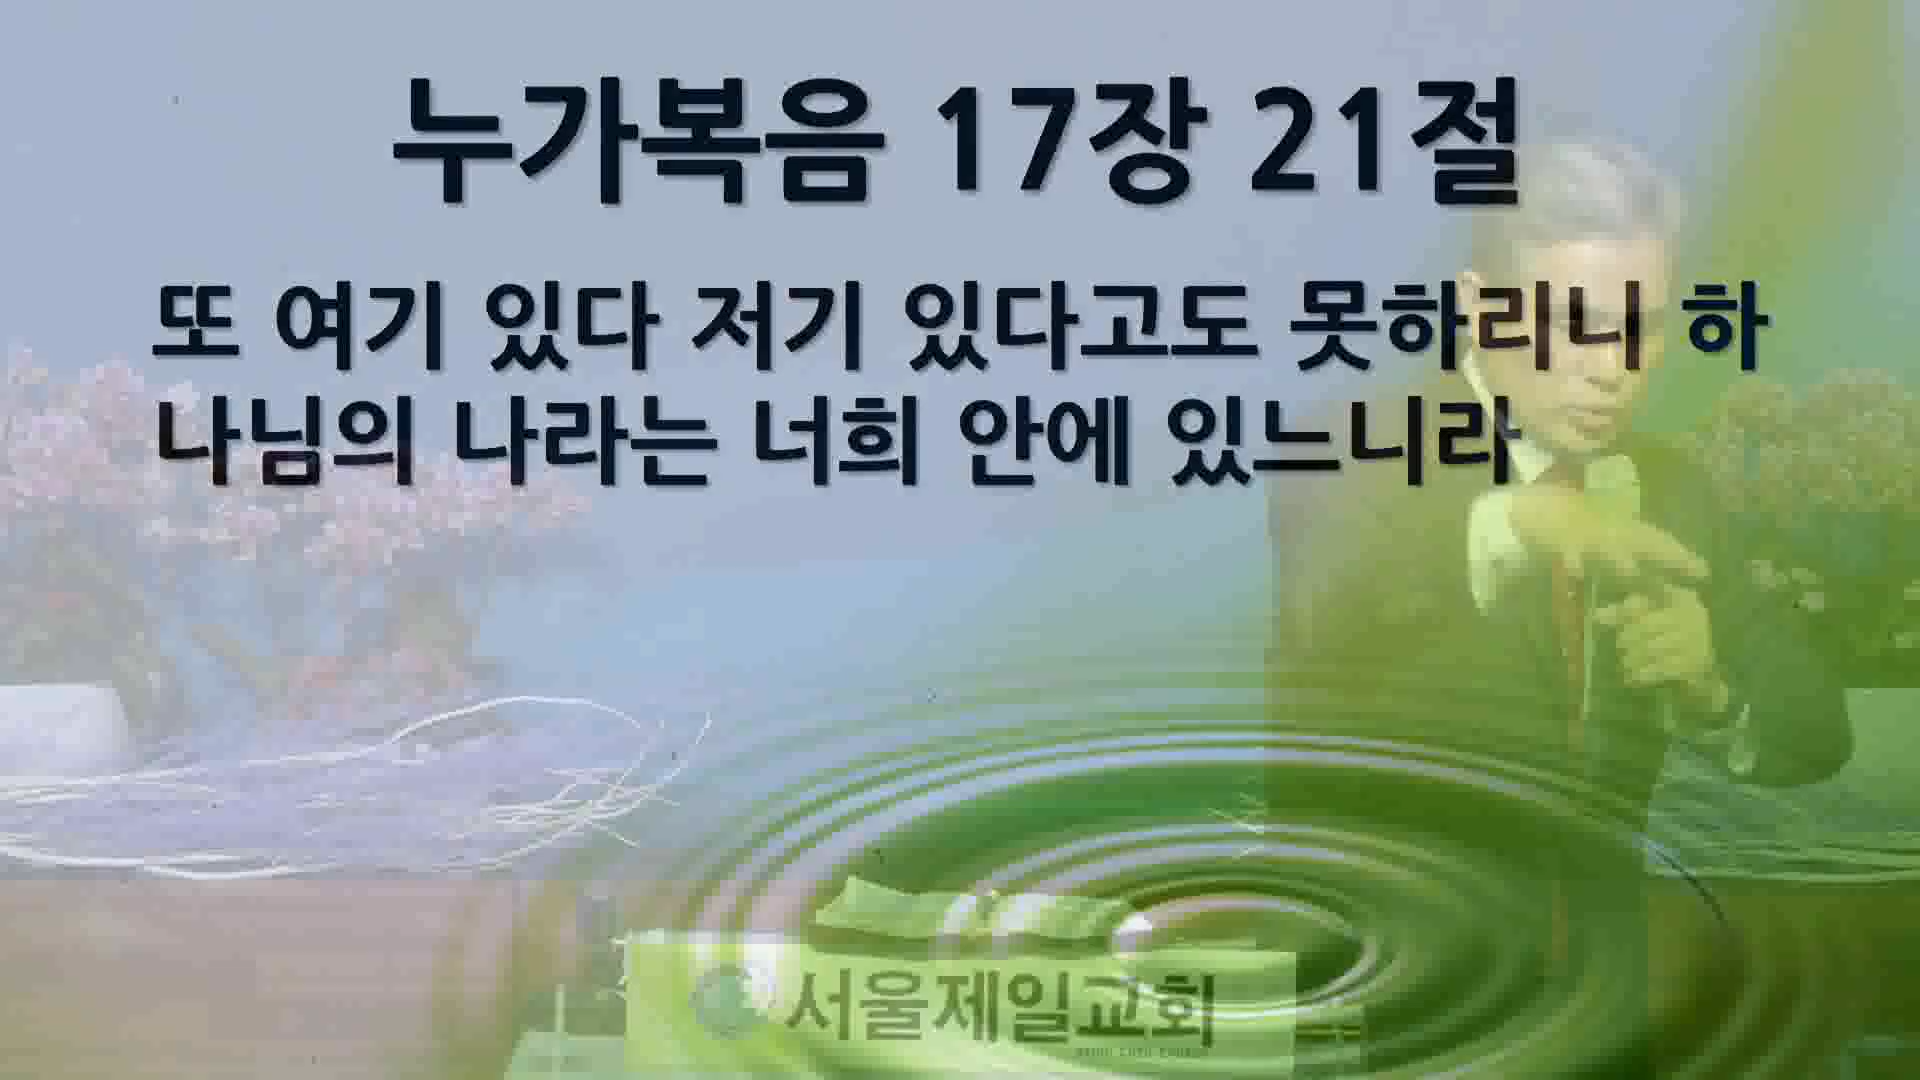 누가복음 17장 21절
또 여기 있다 저기 있다고도 못하리니 하
나님의 나라는 너희 안에 있느니라
서울제일교회